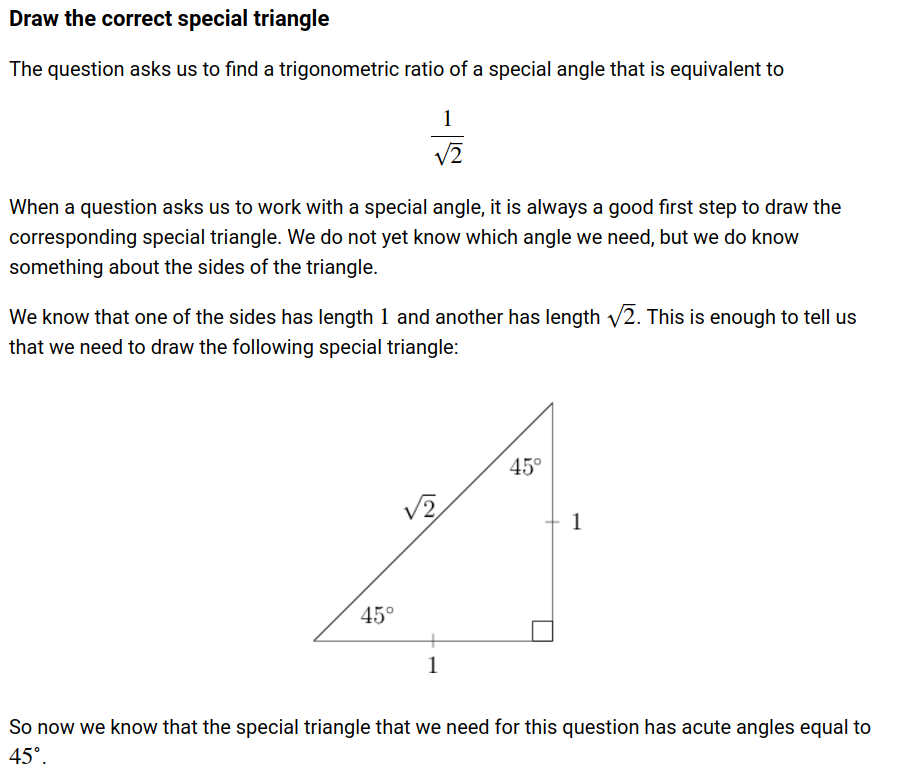 Draw the correct special triangle
The question asks us to find a trigonometric ratio of a special angle that is equivalent to
1
√2
When a question asks us to work with a special angle, it is always a good first step to draw the
corresponding special triangle. We do not yet know which angle we need, but we do know
something about the sides of the triangle.
We know that one of the sides has length 1 and another has length √2. This is enough to tell us
that we need to draw the following special triangle:
45°
√2
1
45°
1
So now we know that the special triangle that we need for this question has acute angles equal to
45°.